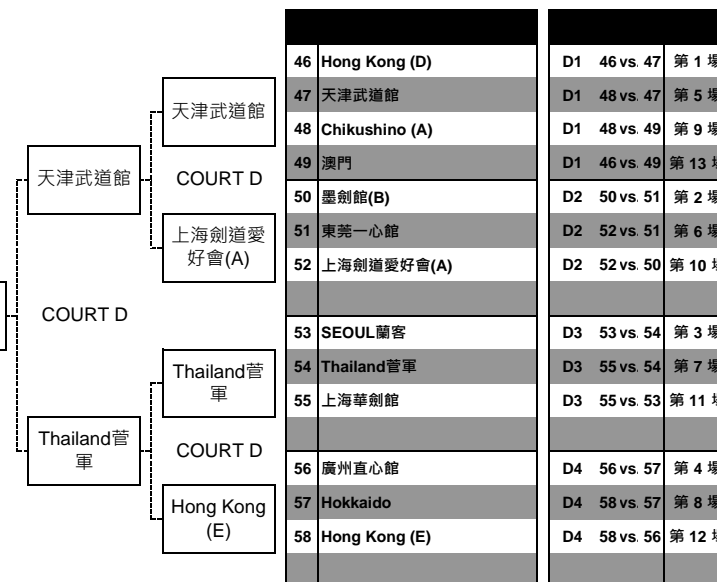 天津武道館
COURT D
上海劍道愛
好會(A)
天津武道館
COURT D
Thailand菅
軍
COURT D
Hong Kong
(E)
Thailand菅
軍
46 Hong Kong (D)
47 天津武道館
48 Chikushino (A)
49 澳門
50 墨劍館(B)
51 東莞一心館
52 上海劍道愛好會(A)
53 SEOUL蘭客
54 Thailand菅軍
55 上海華劍館
56 廣州直心館
57 Hokkaido
58 Hong Kong (E)
D1 46 vs. 47 第 1 場
D1 48 vs. 47 第 5 場
D1 48 vs. 49 第 9 場
D1 46 vs. 49 第 13 場
D2 50 vs. 51 第 2 場
D2 52 vs. 51 第 6 場
D2 52 vs. 50 第 10 場
D3 53 vs. 54 第 3 場
D3 55 vs. 54 第 7 場
D3 55 vs. 53 第 11 場
D4 56 vs. 57 第 4 場
D4 58 vs. 57 第 8 場
D4 58 vs. 56 第 12 場